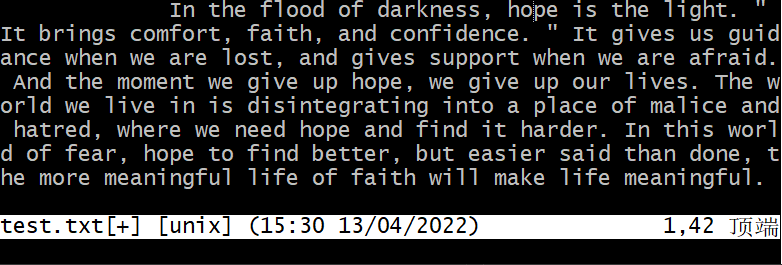 In the flood of darkness, hope is the light. "
It brings comfort, faith, and confidence. " It gives us guid
ance when we are lost, and gives support when we are afraid.
And the moment we give up hope, we give up our lives. The w
orld we live in is disintegrating into a place of malice and
hatred, where we need hope and find it harder. In this worl
d of fear, hope to find better, but easier said than done, t
he more meaningful life of faith will make life meaningful.
test.txt[+] [unix] (15:30 13/04/2022) 1,42 顶端